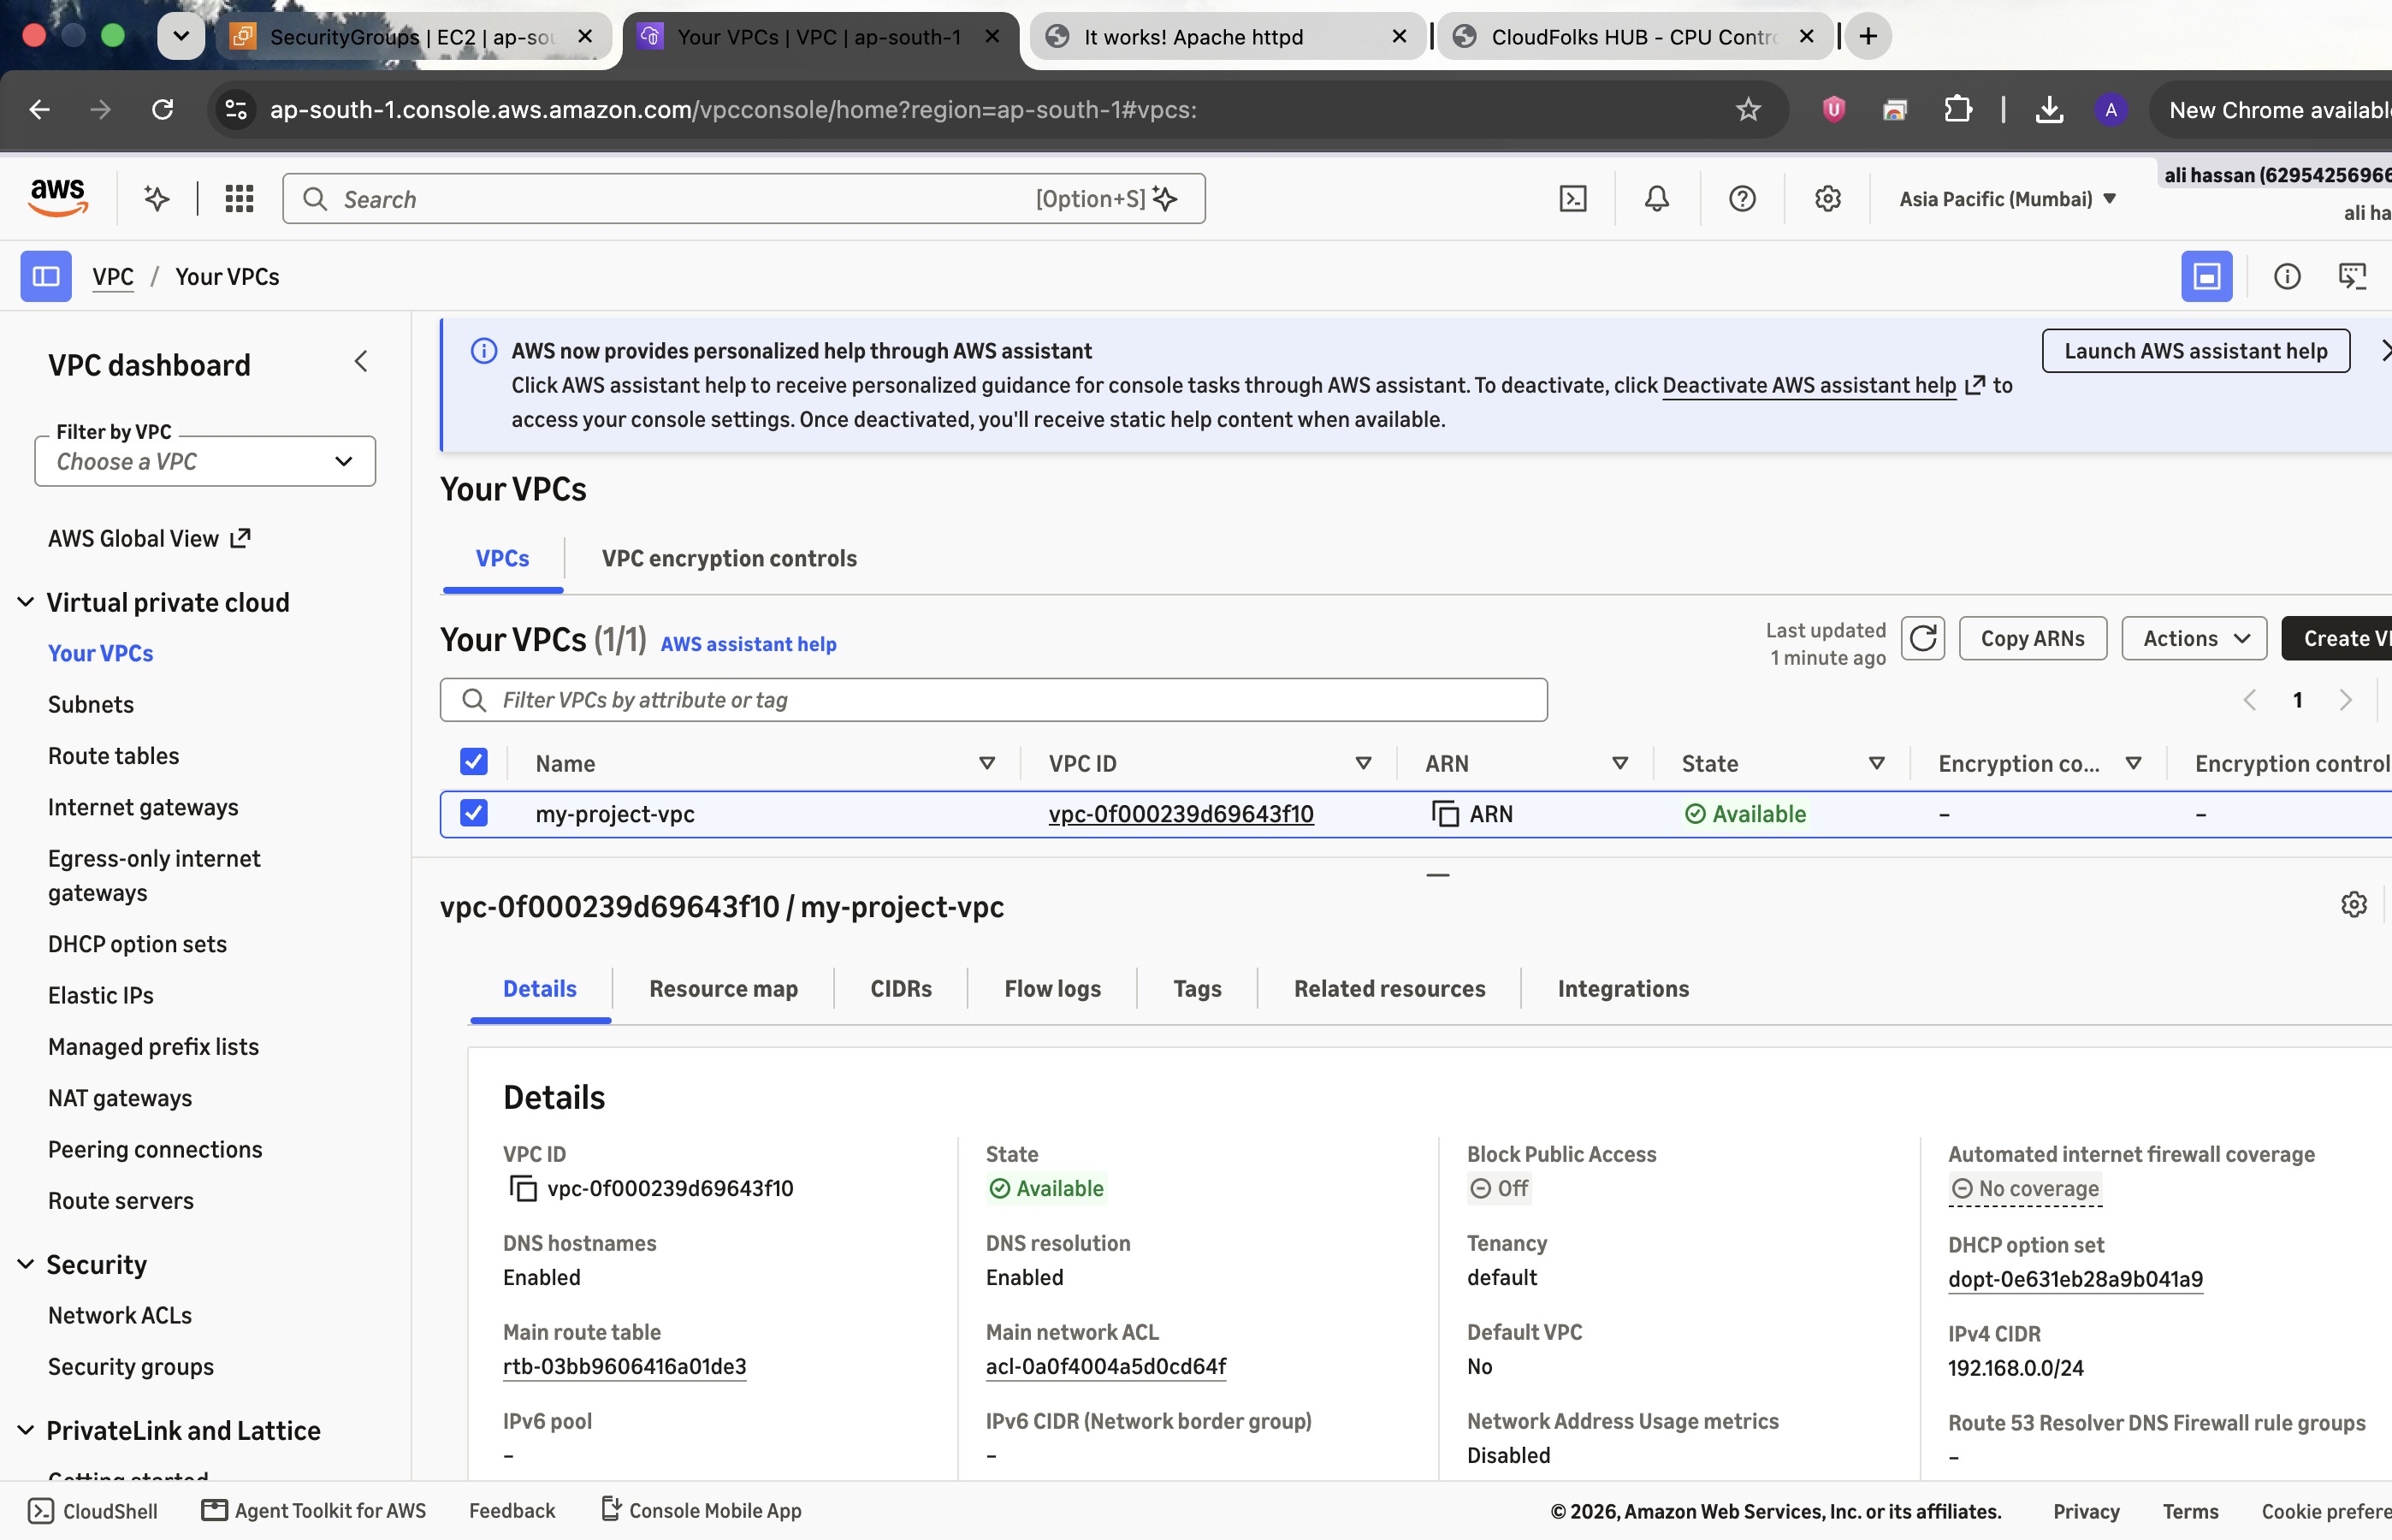 SecurityGroups | EC2 | ap-sou
Your VPCs | VPC | ap-south-1
It works! Apache httpd
CloudFolks HUB - CPU Contro
ap-south-1.console.aws.amazon.com/vpcconsole/home?region=ap-south-1#vpcs:
A
New Chrome available
aws
Search
[Option+S]
Asia Pacific (Mumbai)
ali hassan (62954256966
ali ha
VPC / Your VPCs
VPC dashboard
Filter by VPC
Choose a VPC
AWS Global View
Virtual private cloud
Your VPCs
Subnets
Route tables
Internet gateways
Egress-only internet
gateways
DHCP option sets
Elastic IPs
Managed prefix lists
NAT gateways
Peering connections
Route servers
Security
Network ACLs
Security groups
PrivateLink and Lattice
Getting started
AWS now provides personalized help through AWS assistant
Click AWS assistant help to receive personalized guidance for console tasks through AWS assistant. To deactivate, click Deactivate AWS assistant help to
access your console settings. Once deactivated, you'll receive static help content when available.
Launch AWS assistant help
Your VPCs
VPCs
VPC encryption controls
Your VPCs (1/1) AWS assistant help
Last updated
1 minute ago
Copy ARNs
Actions
Create VP
Filter VPCs by attribute or tag
1
Name
VPC ID
ARN
State
Encryption co...
Encryption control
my-project-vpc
vpc-0f000239d69643f10
ARN
Available
–
–
vpc-0f000239d69643f10 / my-project-vpc
Details
Resource map
CIDRs
Flow logs
Tags
Related resources
Integrations
Details
VPC ID
vpc-0f000239d69643f10
State
Available
Block Public Access
Off
Automated internet firewall coverage
No coverage
DNS hostnames
Enabled
DNS resolution
Enabled
Tenancy
default
DHCP option set
dopt-0e631eb28a9b041a9
Main route table
rtb-03bb9606416a01de3
Main network ACL
acl-0a0f4004a5d0cd64f
Default VPC
No
IPv4 CIDR
192.168.0.0/24
IPv6 pool
–
IPv6 CIDR (Network border group)
–
Network Address Usage metrics
Disabled
Route 53 Resolver DNS Firewall rule groups
–
CloudShell
Agent Toolkit for AWS
Feedback
Console Mobile App
© 2026, Amazon Web Services, Inc. or its affiliates.
Privacy
Terms
Cookie prefere